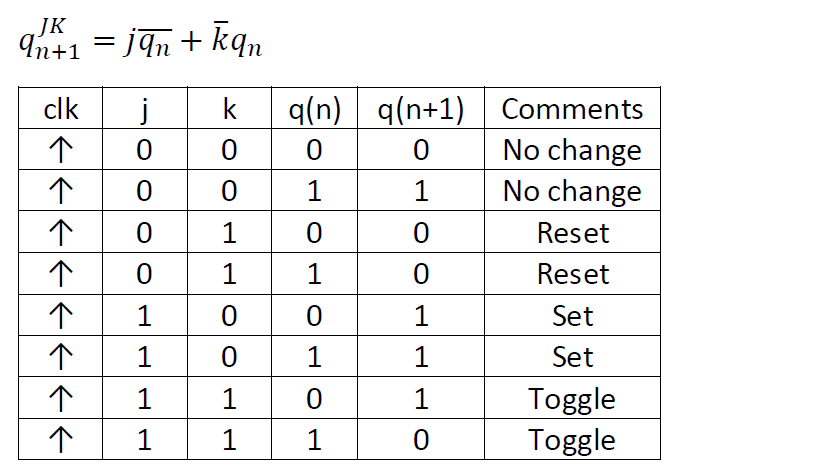 q_{n+1}^{JK} = j\overline{q_n} + \bar{k}q_n
clk j k q(n) q(n+1) Comments
↑ 0 0 0 0 No change
↑ 0 0 1 1 No change
↑ 0 1 0 0 Reset
↑ 0 1 1 0 Reset
↑ 1 0 0 1 Set
↑ 1 0 1 1 Set
↑ 1 1 0 1 Toggle
↑ 1 1 1 0 Toggle